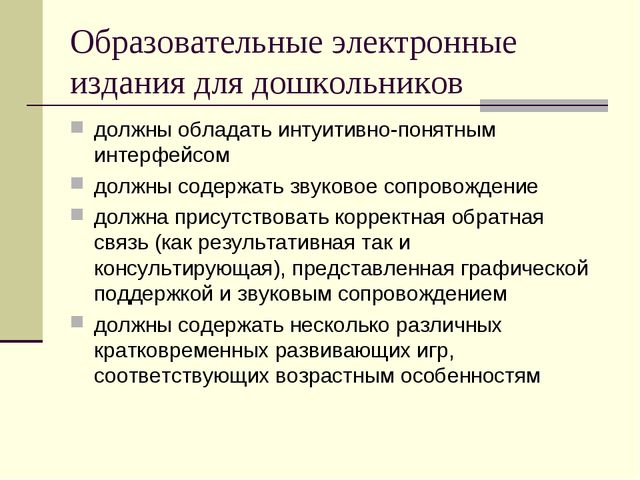 Образовательные электронные
издания для дошкольников
должны обладать интуитивно-понятным
интерфейсом
должны содержать звуковое сопровождение
должна присутствовать корректная обратная
связь (как результативная так и
консультирующая), представленная графической
поддержкой и звуковым сопровождением
должны содержать несколько различных
кратковременных развивающих игр,
соответствующих возрастным особенностям